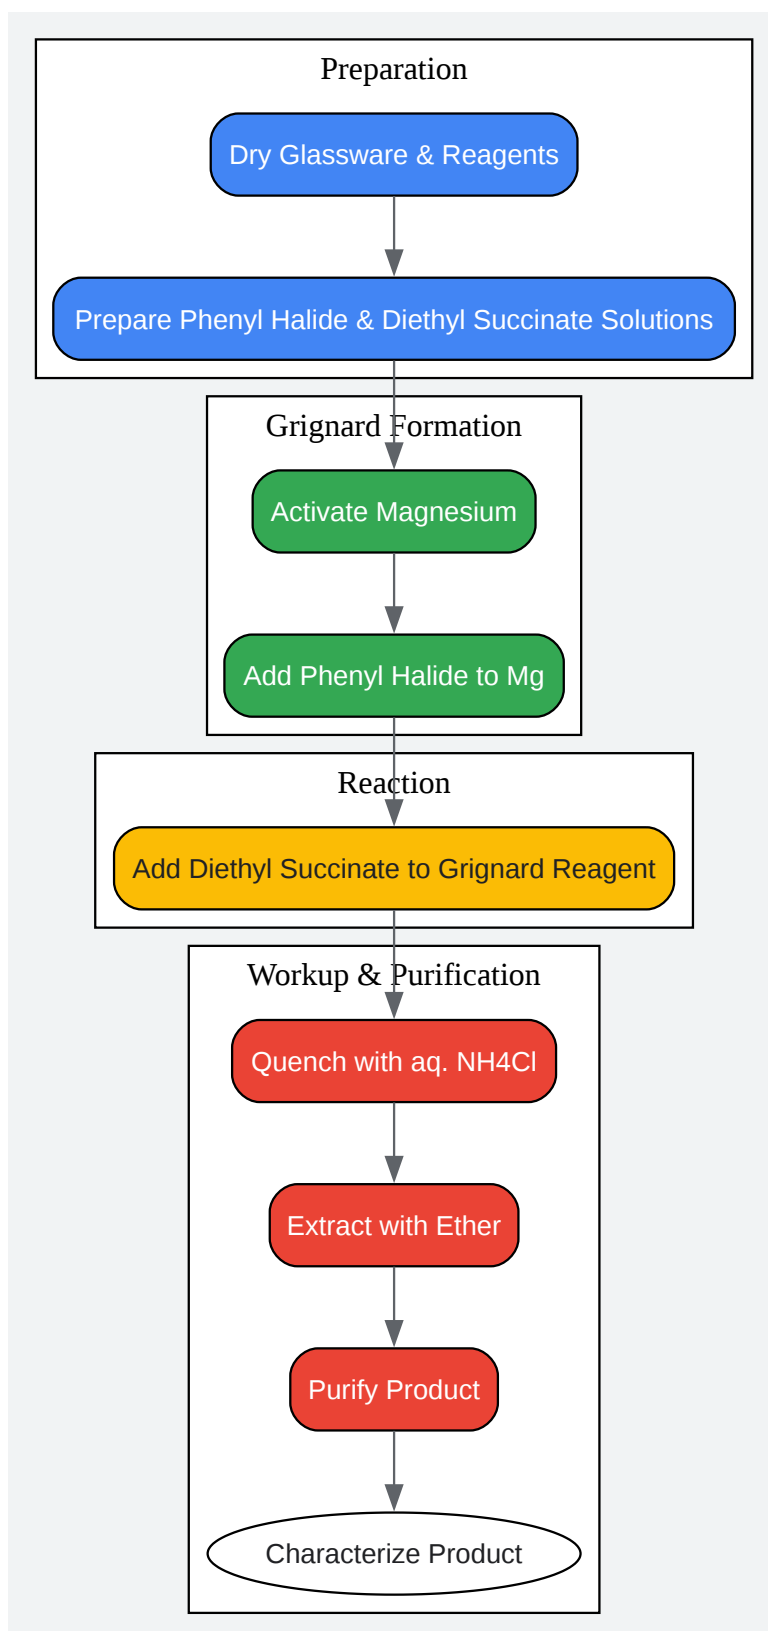 Preparation
Dry Glassware & Reagents
Prepare Phenyl Halide & Diethyl Succinate Solutions
Grignard Formation
Activate Magnesium
Add Phenyl Halide to Mg
Reaction
Add Diethyl Succinate to Grignard Reagent
Workup & Purification
Quench with aq. NH4Cl
Extract with Ether
Purify Product
Characterize Product